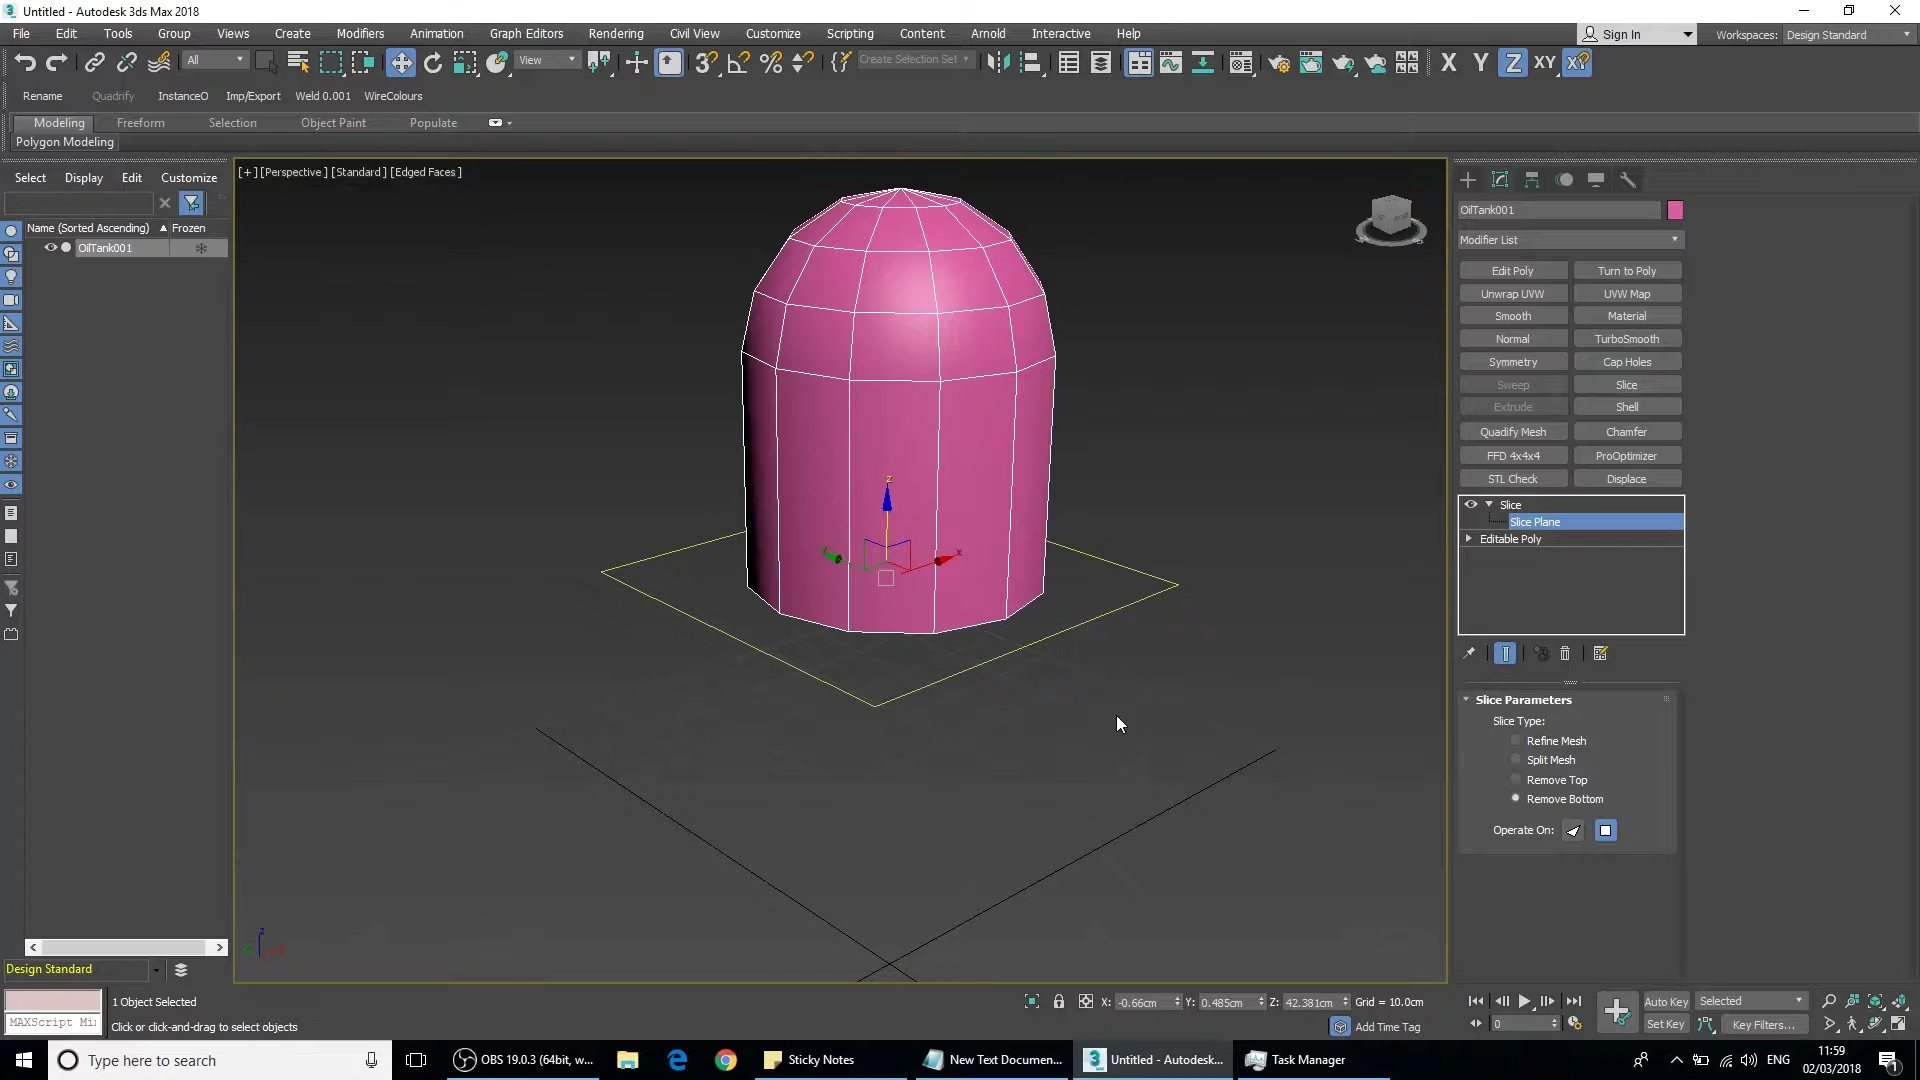 Untitled - Autodesk 3ds Max 2018
File Edit Tools Group Views Create Modifiers Animation Graph Editors Rendering Civil View Customize Scripting Content Arnold Interactive Help
Sign In Workspaces: Design Standard
All View Create Selection Set X Y Z XY XY
Rename Quadrify InstanceO Imp/Export Weld 0.001 WireColours
Modeling Freeform Selection Object Paint Populate
Polygon Modeling
Select Display Edit Customize
[+] [Perspective] [Standard] [Edged Faces]
Name (Sorted Ascending) Frozen
OilTank001
OilTank001
Modifier List
Edit Poly Turn to Poly
Unwrap UVW UVW Map
Smooth Material
Normal TurboSmooth
Symmetry Cap Holes
Sweep Slice
Extrude Shell
Quadify Mesh Chamfer
FFD 4x4x4 ProOptimizer
STL Check Displace
Slice
Slice Plane
Editable Poly
z
y
x
Slice Parameters
Slice Type:
Refine Mesh
Split Mesh
Remove Top
Remove Bottom
Operate On:
z
Design Standard
1 Object Selected
X: -0.66cm Y: 0.485cm Z: 42.381cm Grid = 10.0cm
Auto Key Selected
MAXScript Mi
Click or click-and-drag to select objects
Add Time Tag
0
Set Key Key Filters...
Type here to search
OBS 19.0.3 (64bit, w...
Sticky Notes
New Text Documen...
Untitled - Autodesk...
Task Manager
ENG
11:59
02/03/2018
1